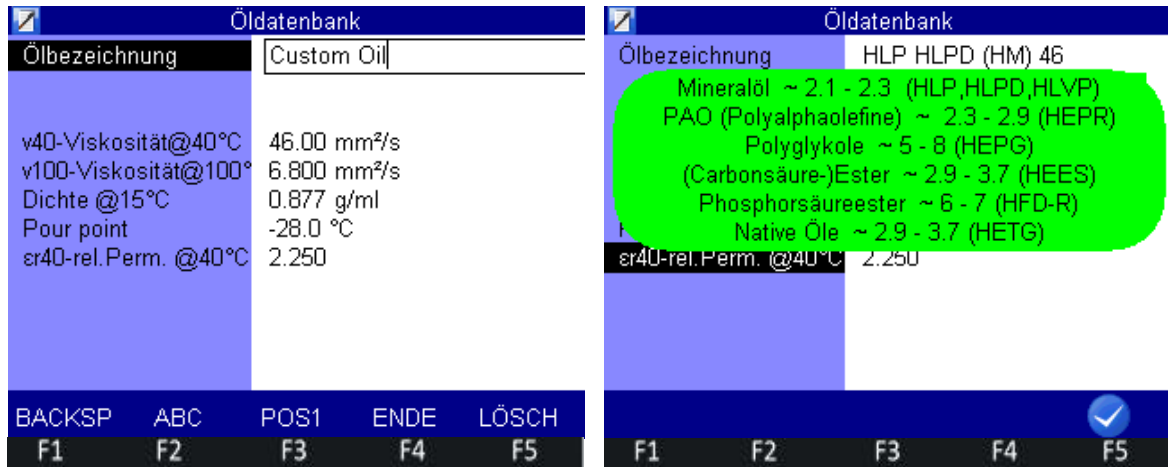 Öldatenbank
Ölbezeichnung Custom Oil
v40-Viskosität@40°C 46.00 mm²/s
v100-Viskosität@100° 6.800 mm²/s
Dichte @15°C 0.877 g/ml
Pour point -28.0 °C
εr40-rel.Perm. @40°C 2.250
BACKSP ABC POS1 ENDE LÖSCH
F1 F2 F3 F4 F5
Öldatenbank
Ölbezeichnung HLP HLPD (HM) 46
Mineralöl ~ 2.1 - 2.3 (HLP,HLPD,HLVP)
PAO (Polyalphaolefine) ~ 2.3 - 2.9 (HEPR)
Polyglykole ~ 5 - 8 (HEPG)
(Carbonsäure-)Ester ~ 2.9 - 3.7 (HEES)
Phosphorsäureester ~ 6 - 7 (HFD-R)
Native Öle ~ 2.9 - 3.7 (HETG)
εr40-rel.Perm. @40°C 2.250
F1 F2 F3 F4 F5